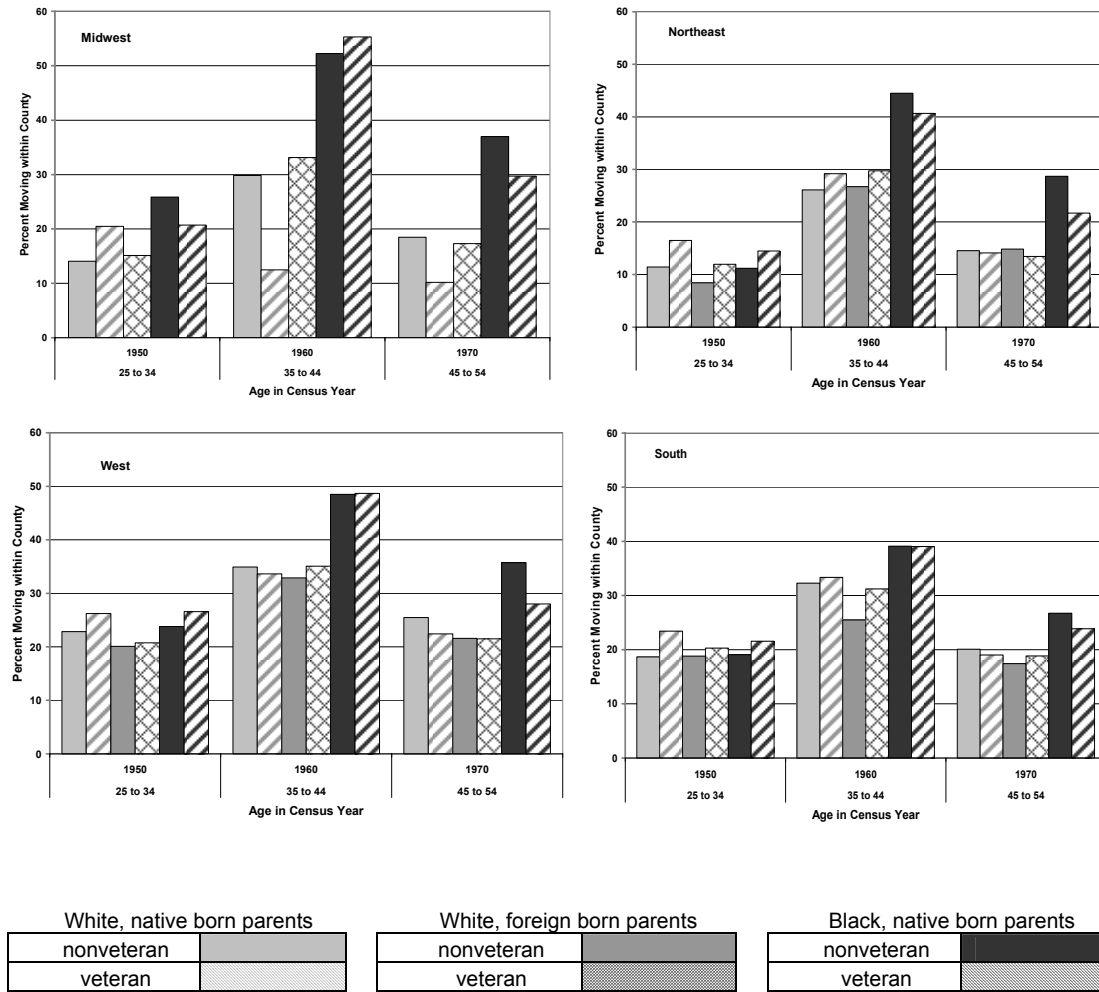 Midwest
Percent Moving within County
60
50
40
30
20
10
0
1950 1960 1970
25 to 34 35 to 44 45 to 54
Age in Census Year
Northeast
Percent Moving within County
60
50
40
30
20
10
0
1950 1960 1970
25 to 34 35 to 44 45 to 54
Age in Census Year
West
Percent Moving within County
60
50
40
30
20
10
0
1950 1960 1970
25 to 34 35 to 44 45 to 54
Age in Census Year
South
Percent Moving within County
60
50
40
30
20
10
0
1950 1960 1970
25 to 34 35 to 44 45 to 54
Age in Census Year
White, native born parents
nonveteran
veteran
White, foreign born parents
nonveteran
veteran
Black, native born parents
nonveteran
veteran